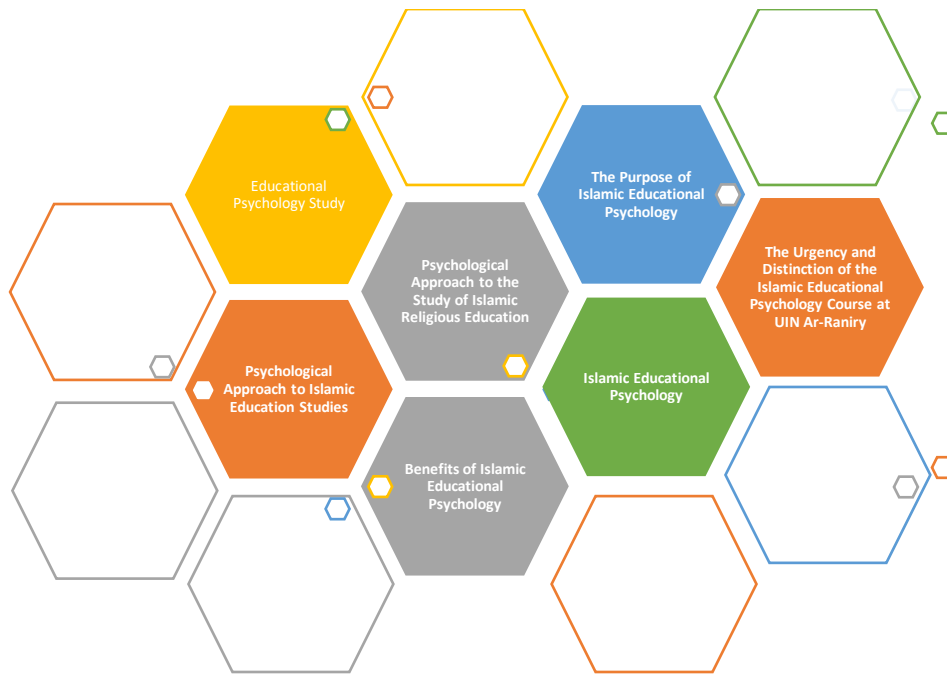 Educational
Psychology Study
The Purpose of
Islamic Educational
Psychology
Psychological
Approach to the
Study of Islamic
Religious Education
The Urgency and
Distinction of the
Islamic Educational
Psychology Course at
UIN Ar-Raniry
Psychological
Approach to Islamic
Education Studies
Islamic Educational
Psychology
Benefits of Islamic
Educational
Psychology